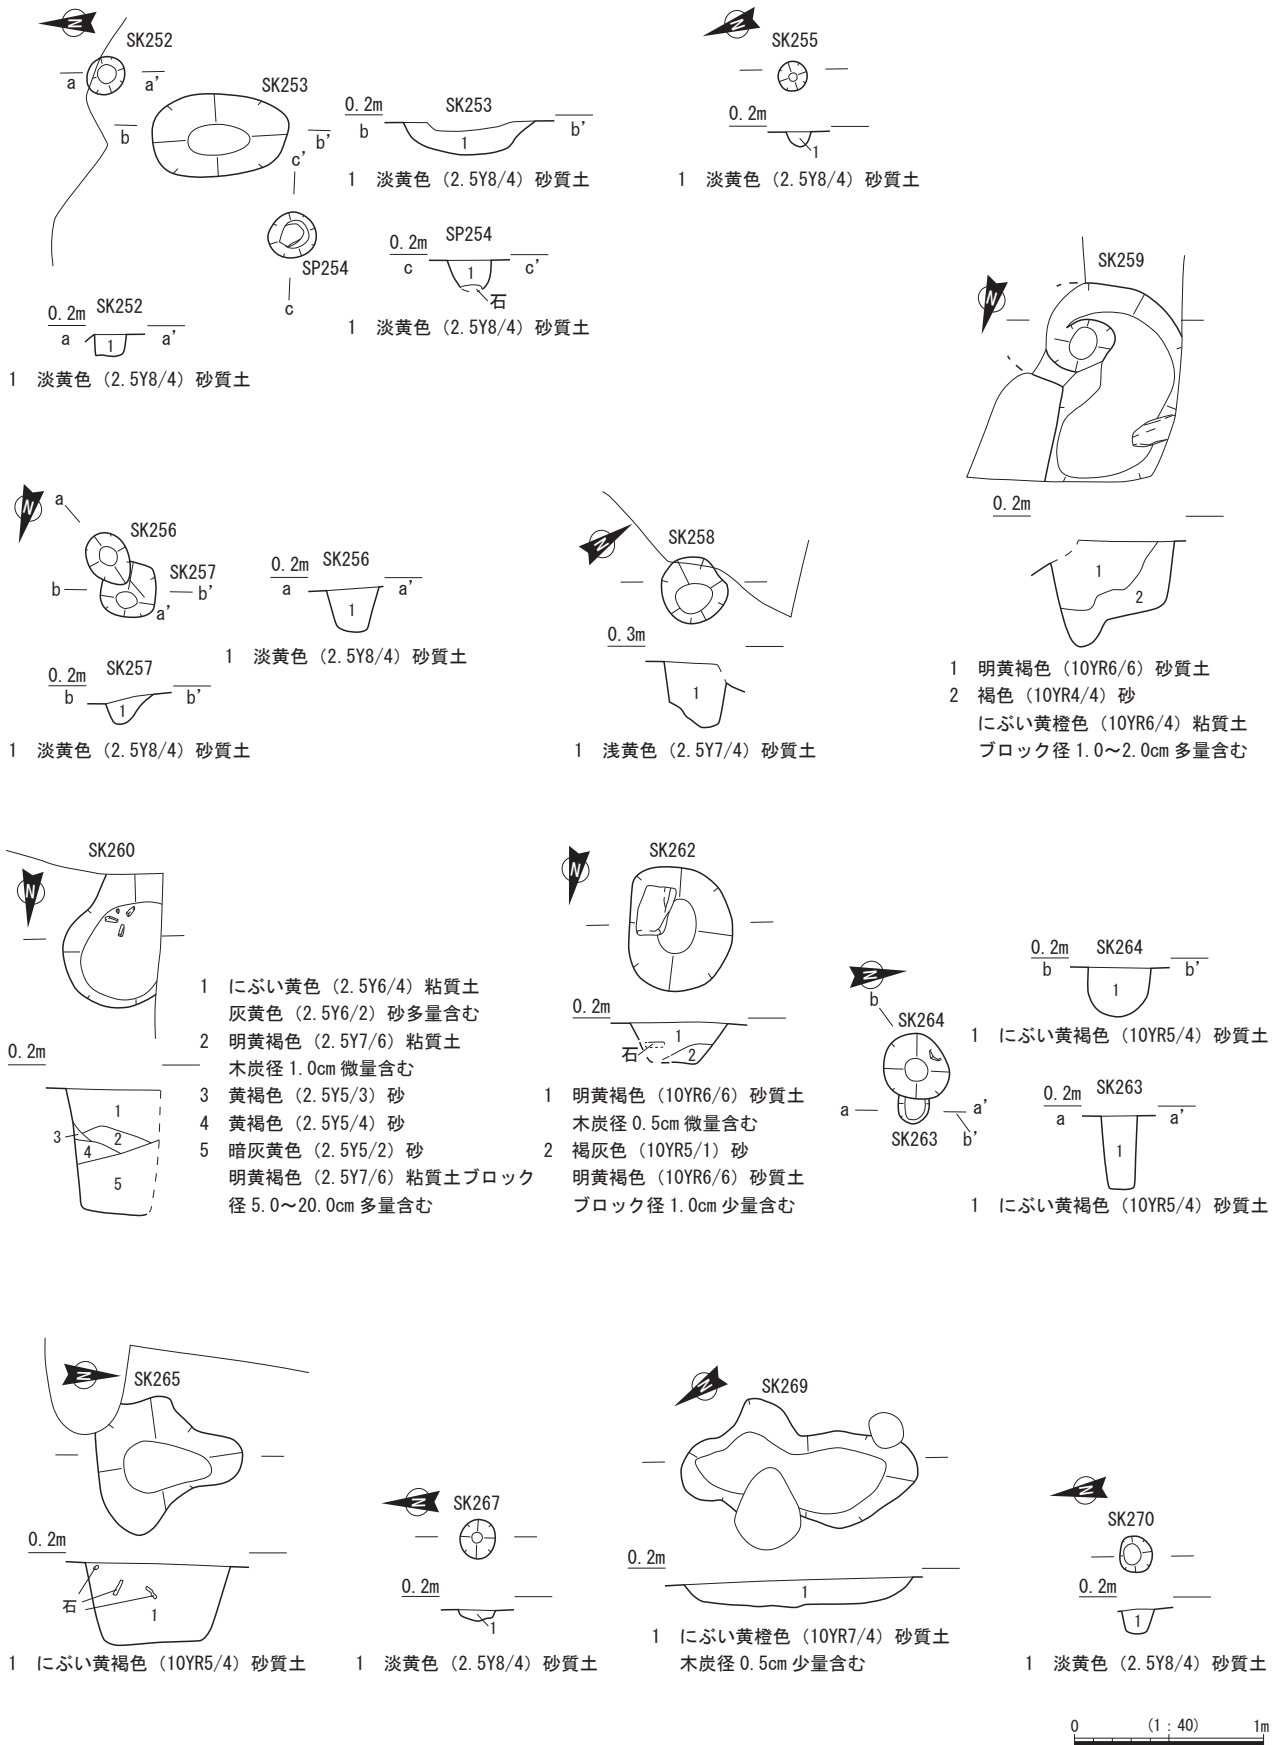 N
SK252
a
a’
SK253
b
b’
c’
SP254
c
0.2m
SK253
b
b’
1
1 淡黄色（2.5Y8/4）砂質土
0.2m
SP254
c
c’
1
石
1 淡黄色（2.5Y8/4）砂質土
0.2m
SK252
a
a’
1
1 淡黄色（2.5Y8/4）砂質土
N
SK255
0.2m
1
1 淡黄色（2.5Y8/4）砂質土
N
a
SK256
SK257
b
b’
a’
0.2m
SK256
a
a’
1
1 淡黄色（2.5Y8/4）砂質土
0.2m
SK257
b
b’
1
1 淡黄色（2.5Y8/4）砂質土
N
SK258
0.3m
1
1 浅黄色（2.5Y7/4）砂質土
N
SK259
0.2m
1
2
1 明黄褐色（10YR6/6）砂質土
2 褐色（10YR4/4）砂
にぶい黄橙色（10YR6/4）粘質土
ブロック径 1.0～2.0cm 多量含む
N
SK260
0.2m
1
2
3
4
5
1 にぶい黄色（2.5Y6/4）粘質土
灰黄色（2.5Y6/2）砂多量含む
2 明黄褐色（2.5Y7/6）粘質土
木炭径 1.0cm 微量含む
3 黄褐色（2.5Y5/3）砂
4 黄褐色（2.5Y5/4）砂
5 暗灰黄色（2.5Y5/2）砂
明黄褐色（2.5Y7/6）粘質土ブロック
径 5.0～20.0cm 多量含む
N
SK262
0.2m
1
石
2
1 明黄褐色（10YR6/6）砂質土
木炭径 0.5cm 微量含む
2 褐灰色（10YR5/1）砂
明黄褐色（10YR6/6）砂質土
ブロック径 1.0cm 少量含む
N
b
SK264
a
a’
SK263
b’
0.2m
SK264
b
b’
1
1 にぶい黄褐色（10YR5/4）砂質土
0.2m
SK263
a
a’
1
1 にぶい黄褐色（10YR5/4）砂質土
N
SK265
0.2m
石
1
1 にぶい黄褐色（10YR5/4）砂質土
N
SK267
0.2m
1
1 淡黄色（2.5Y8/4）砂質土
N
SK269
0.2m
1
1 にぶい黄橙色（10YR7/4）砂質土
木炭径 0.5cm 少量含む
N
SK270
0.2m
1
1 淡黄色（2.5Y8/4）砂質土
0 (1 : 40) 1m